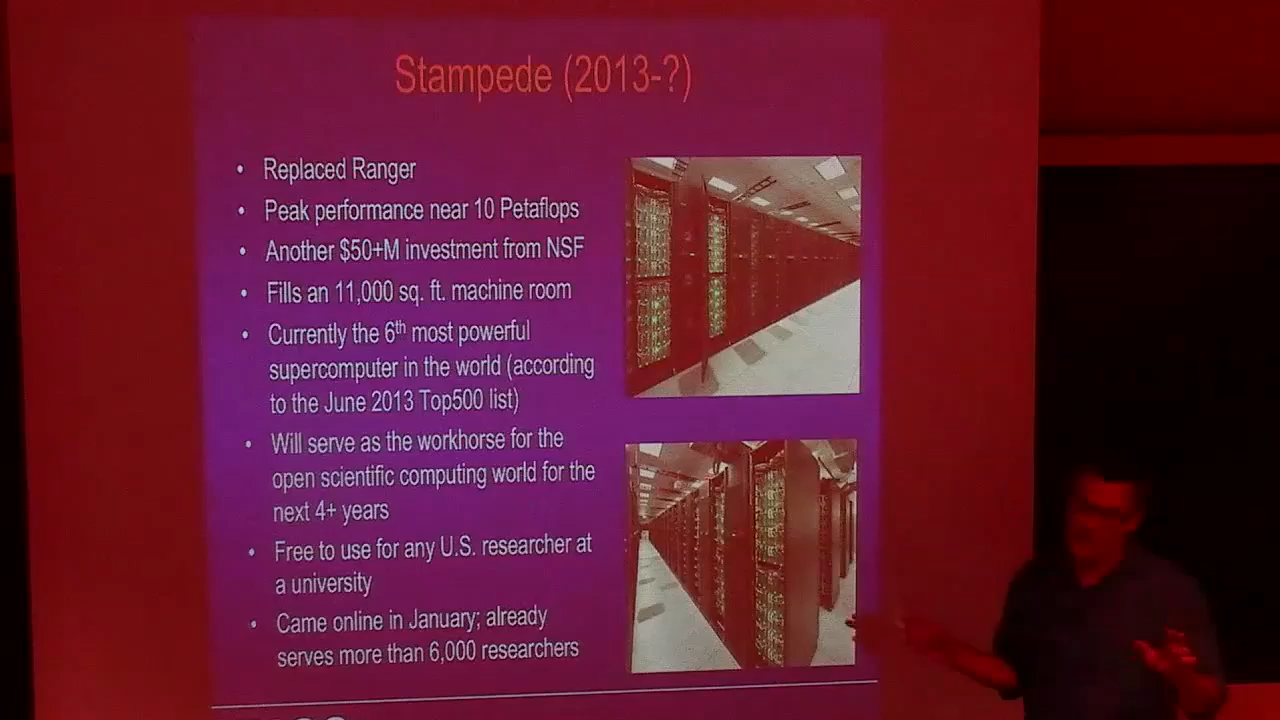 Stampede (2013-?)
• Replaced Ranger
• Peak performance near 10 Petaflops
• Another $50+M investment from NSF
• Fills an 11,000 sq. ft. machine room
• Currently the 6th most powerful
supercomputer in the world (according
to the June 2013 Top500 list)
• Will serve as the workhorse for the
open scientific computing world for the
next 4+ years
• Free to use for any U.S. researcher at
a university
• Came online in January; already
serves more than 6,000 researchers